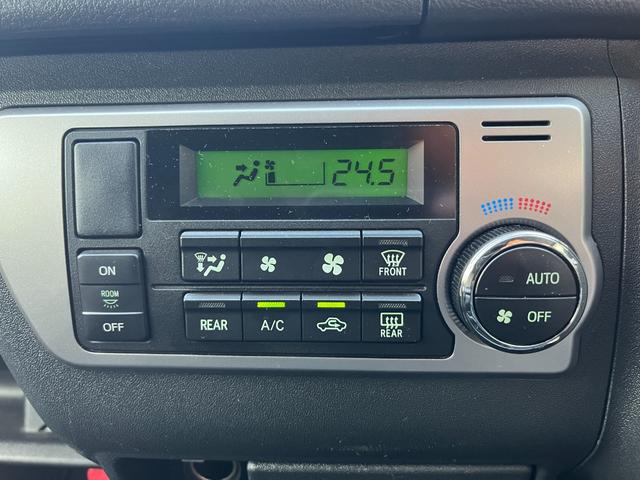 24.5
ON
ROOM
OFF
FRONT
REAR
A/C
REAR
AUTO
OFF